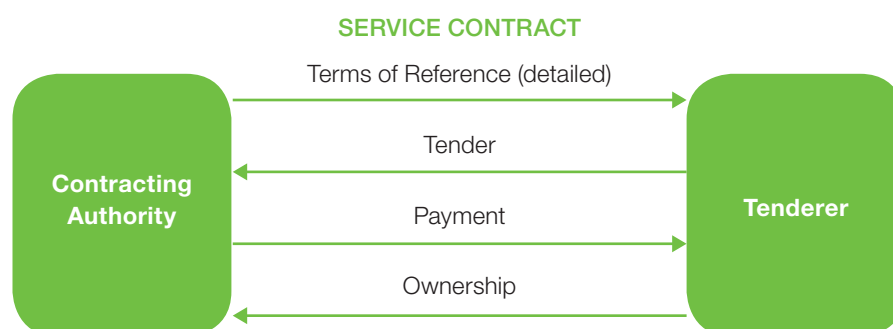 SERVICE CONTRACT
Terms of Reference (detailed)
Tender
Contracting
Authority
Tenderer
Payment
Ownership